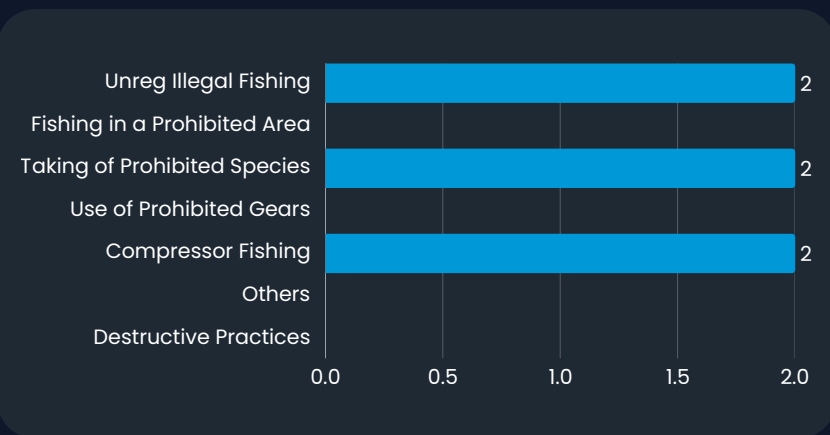 Unreg Illegal Fishing
2
Fishing in a Prohibited Area
Taking of Prohibited Species
2
Use of Prohibited Gears
Compressor Fishing
2
Others
Destructive Practices
0.0 0.5 1.0 1.5 2.0